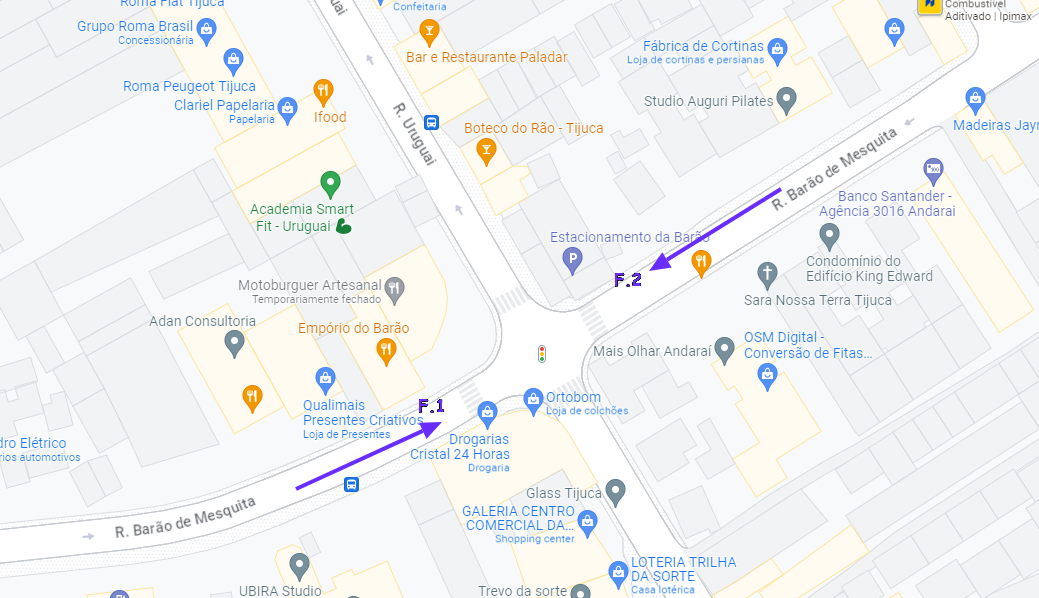 Roma Fiat Tijuca
Confeitaria
Combustível
Aditivado | Ipimax
Grupo Roma Brasil
Concessionária
Bar e Restaurante Paladar
Fábrica de Cortinas
Loja de cortinas e persianas
Roma Peugeot Tijuca
Clariel Papelaria
Papelaria
Ifood
Studio Auguri Pilates
R. Uruguai
Boteco do Rão - Tijuca
Madeiras Jayr
R. Barão de Mesquita
Academia Smart
Fit - Uruguai
Banco Santander -
Agência 3016 Andarai
Estacionamento da Barão
P
F.2
Condomínio do
Edifício King Edward
Motoburguer Artesanal
Temporariamente fechado
Sara Nossa Terra Tijuca
Adan Consultoria
Empório do Barão
Mais Olhar Andaraí
OSM Digital -
Conversão de Fitas...
Qualimais
Presentes Criativos
Loja de Presentes
F.1
Ortobom
Loja de colchões
Drogarias
Cristal 24 Horas
Drogaria
dro Elétrico
rios automotivos
R. Barão de Mesquita
Glass Tijuca
GALERIA CENTRO
COMERCIAL DA...
Shopping center
UBIRA Studio
Trevo da sorte
LOTERIA TRILHA
DA SORTE
Casa lotérica